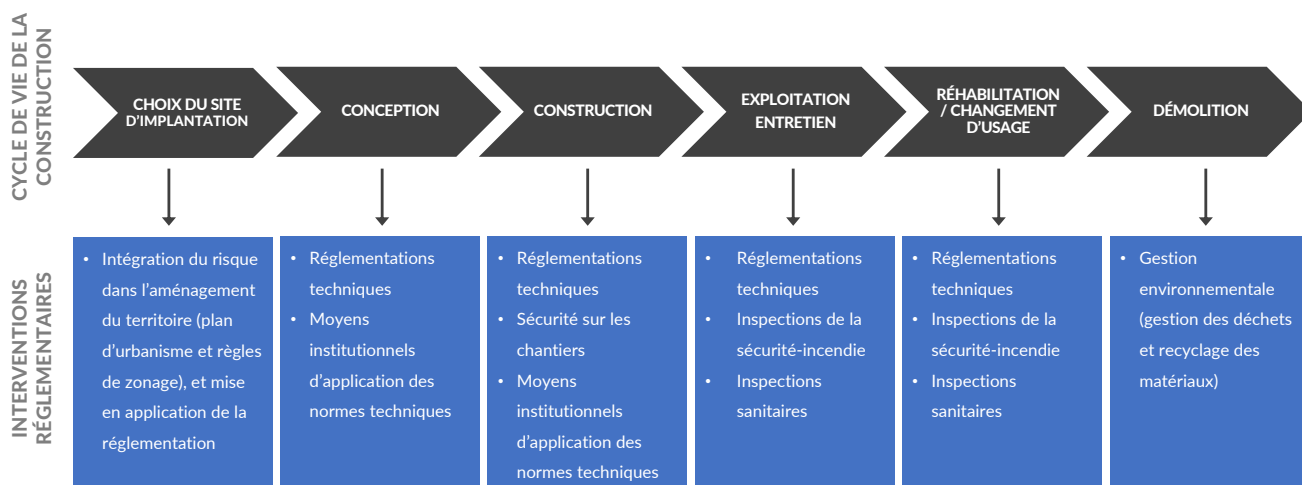 CYCLE DE VIE DE LA
CONSTRUCTION
CHOIX DU SITE
D'IMPLANTATION
CONCEPTION
CONSTRUCTION
EXPLOITATION
ENTRETIEN
RÉHABILITATION
/ CHANGEMENT
D'USAGE
DÉMOLITION
INTERVENTIONS
RÉGLEMENTAIRES
• Intégration du risque
dans l'aménagement
du territoire (plan
d'urbanisme et règles
de zonage), et mise
en application de la
réglementation
• Réglementations
techniques
• Moyens
institutionnels
d'application des
normes techniques
• Réglementations
techniques
• Sécurité sur les
chantiers
• Moyens
institutionnels
d'application des
normes techniques
• Réglementations
techniques
• Inspections de la
sécurité-incendie
• Inspections
sanitaires
• Réglementations
techniques
• Inspections de la
sécurité-incendie
• Inspections
sanitaires
• Gestion
environnementale
(gestion des déchets
et recyclage des
matériaux)